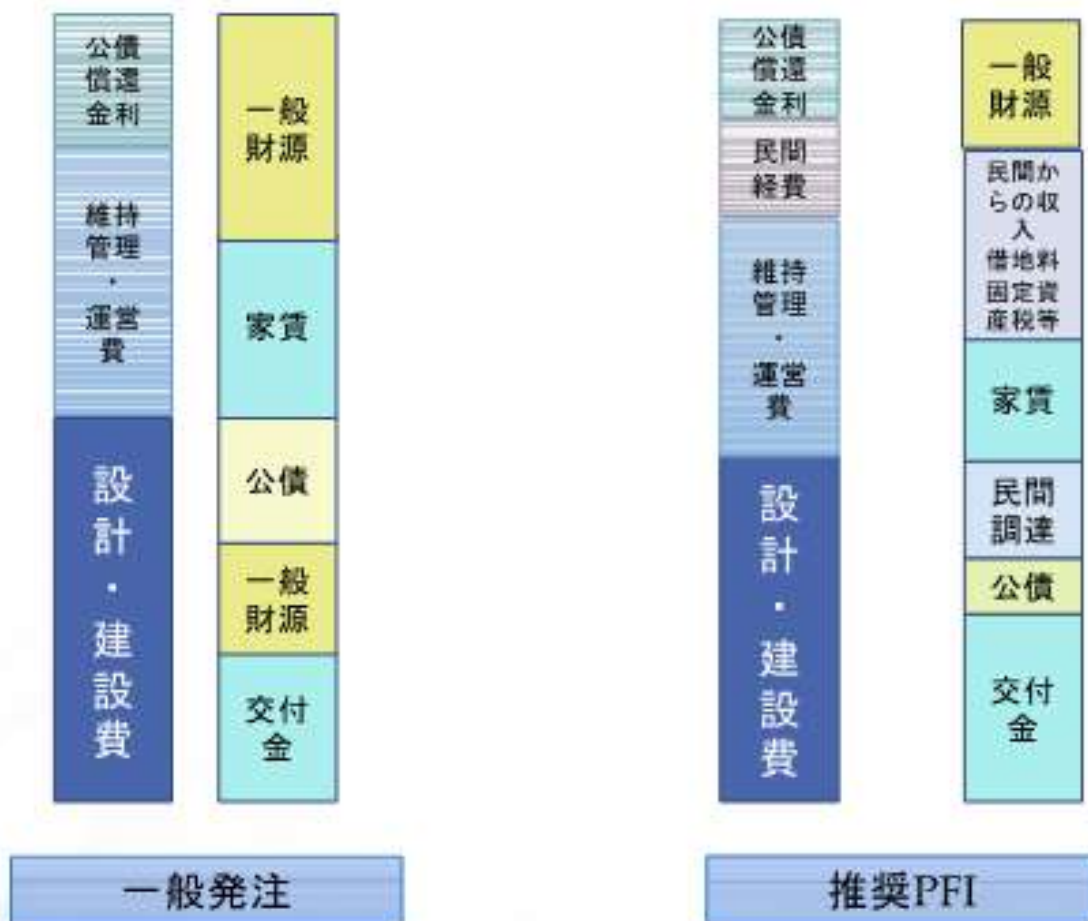 公債
償還
金利
維持
管理
・
運営
費
設
計
・
建
設
費
一般
財源
家賃
公債
一般
財源
交付
金
一般発注
公債
償還
金利
民間
経費
維持
管理
・
運営
費
設
計
・
建
設
費
一般
財源
民間か
らの収
入
借地料
固定資
産税等
家賃
民間
調達
公債
交付
金
推奨PFI